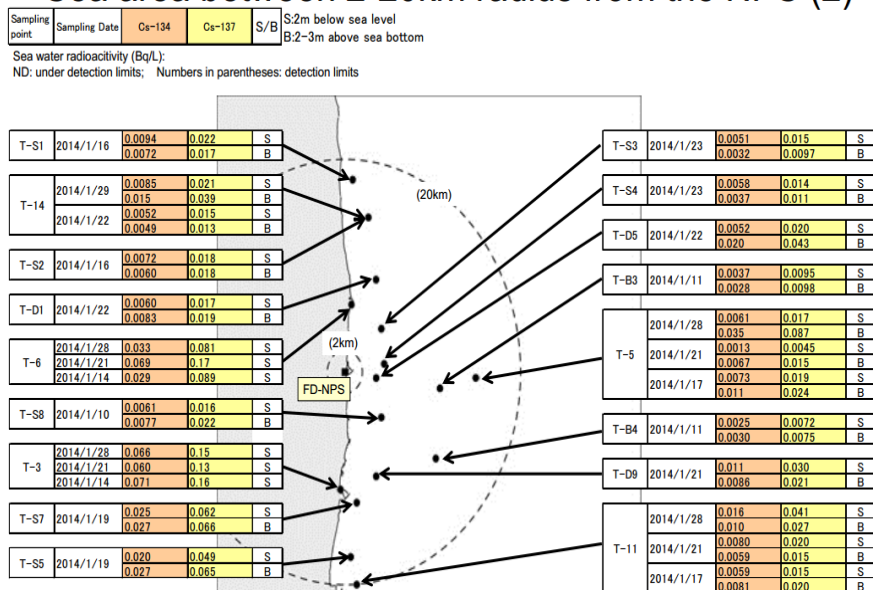 Sea area between 2-20km radius from the NPS (2)
Sampling point Sampling Date Cs-134 Cs-137 S/B
S:2m below sea level
B:2-3m above sea bottom
Sea water radioacitivity (Bq/L):
ND: under detection limits; Numbers in parentheses: detection limits
T-S1 2014/1/16 0.0094 0.022 S
0.0072 0.017 B
T-14 2014/1/29 0.0085 0.021 S
0.015 0.039 B
2014/1/22 0.0052 0.015 S
0.0049 0.013 B
T-S2 2014/1/16 0.0072 0.018 S
0.0060 0.018 B
T-D1 2014/1/22 0.0060 0.017 S
0.0083 0.019 B
T-6 2014/1/28 0.033 0.081 S
2014/1/21 0.069 0.17 S
2014/1/14 0.029 0.089 S
T-S8 2014/1/10 0.0061 0.016 S
0.0077 0.022 B
T-3 2014/1/28 0.066 0.15 S
2014/1/21 0.060 0.13 S
2014/1/14 0.071 0.16 S
T-S7 2014/1/19 0.025 0.062 S
0.027 0.066 B
T-S5 2014/1/19 0.020 0.049 S
0.027 0.065 B
(20km)
(2km)
FD-NPS
T-S3 2014/1/23 0.0051 0.015 S
0.0032 0.0097 B
T-S4 2014/1/23 0.0058 0.014 S
0.0037 0.011 B
T-D5 2014/1/22 0.0052 0.020 S
0.020 0.043 B
T-B3 2014/1/11 0.0037 0.0095 S
0.0028 0.0098 B
T-5 2014/1/28 0.0061 0.017 S
0.035 0.087 B
2014/1/21 0.0013 0.0045 S
0.0067 0.015 B
2014/1/17 0.0073 0.019 S
0.011 0.024 B
T-B4 2014/1/11 0.0025 0.0072 S
0.0030 0.0075 B
T-D9 2014/1/21 0.011 0.030 S
0.0086 0.021 B
T-11 2014/1/28 0.016 0.041 S
0.010 0.027 B
2014/1/21 0.0080 0.020 S
0.0059 0.015 B
2014/1/17 0.0059 0.015 S
0.0081 0.020 B